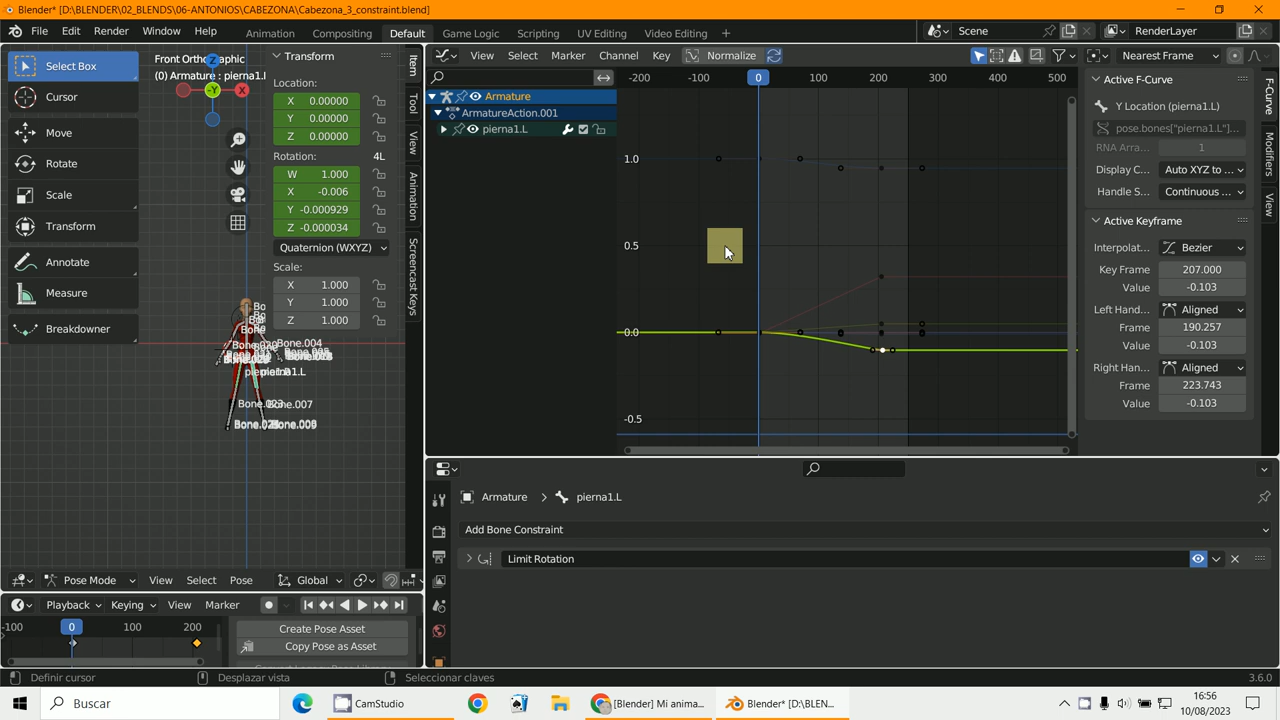 Blender* [D:\BLENDER\02_BLENDS\06-ANTONIOS\CABEZONA\Cabezona_3_constraint.blend]
File Edit Render Window Help Animation Compositing Default Logic Game Rendering Scripting UV Editing Video Editing + Scene RenderLayer
Select Box
Cursor
Move
Rotate
Scale
Transform
Annotate
Measure
Breakdowner
Front Orthographic
(0) Armature : pierna1.l
Z
X
-Y
Bone.004
Bone.007
pierna1.L
Transform
Location:
X 0.00000
Y 0.00000
Z 0.00000
Rotation: 4L
W 1.000
X -0.006
Y -0.000929
Z -0.000034
Quaternion (WXYZ)
Scale:
X 1.000
Y 1.000
Z 1.000
Item
Tool
View
Animation
Screencast Keys
Pose Mode View Select Pose Global
Playback Keying View Marker
-100 0 100 200
Create Pose Asset
Copy Pose as Asset
View Select Marker Channel Key Normalize Nearest Frame
Armature
ArmatureAction.001
pierna1.L
-200 -100 0 100 200 300 400 500
1.0
0.5
0.0
-0.5
Active F-Curve
Y Location (pierna1.L)
pose.bones["pierna1.L"]...
RNA Arra... 1
Display C... Auto XYZ to ...
Handle S... Continuous ...
Active Keyframe
Interpolat... Bezier
Key Frame 207.000
Value -0.103
Left Hand... Aligned
Frame 190.257
Value -0.103
Right Han... Aligned
Frame 223.743
Value -0.103
F-Curve
Modifiers
View
Armature > pierna1.L
Add Bone Constraint
Limit Rotation
Definir cursor Desplazar vista Seleccionar claves 3.6.0
Buscar CamStudio [Blender] Mi anima... Blender* [D:\BLEN... 16:56
10/08/2023